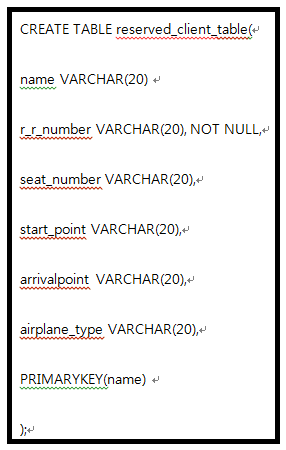 CREATE TABLE reserved_client_table(
name VARCHAR(20)
r_r_number VARCHAR(20), NOT NULL,
seat_number VARCHAR(20),
start_point VARCHAR(20),
arrivalpoint VARCHAR(20),
airplane_type VARCHAR(20),
PRIMARYKEY(name)
);